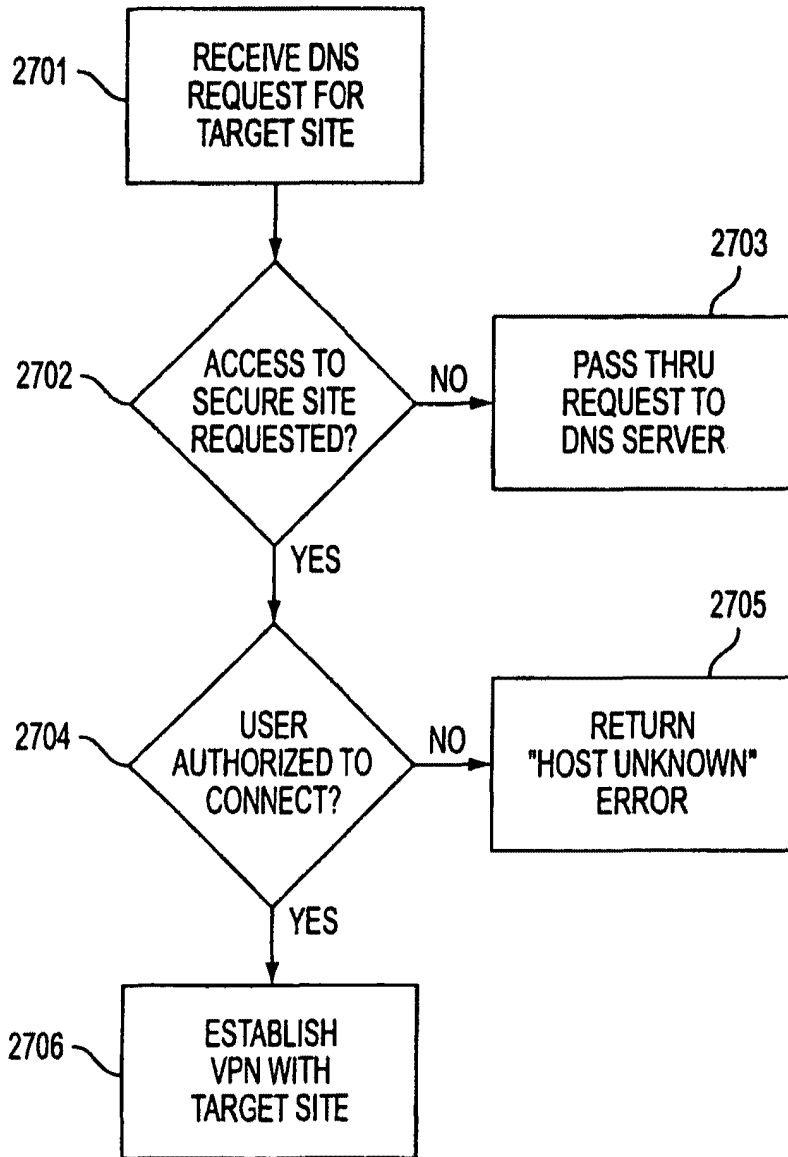 2701
RECEIVE DNS
REQUEST FOR
TARGET SITE
2702
ACCESS TO
SECURE SITE
REQUESTED?
NO
2703
PASS THRU
REQUEST TO
DNS SERVER
YES
2704
USER
AUTHORIZED TO
CONNECT?
NO
2705
RETURN
"HOST UNKNOWN"
ERROR
YES
2706
ESTABLISH
VPN WITH
TARGET SITE